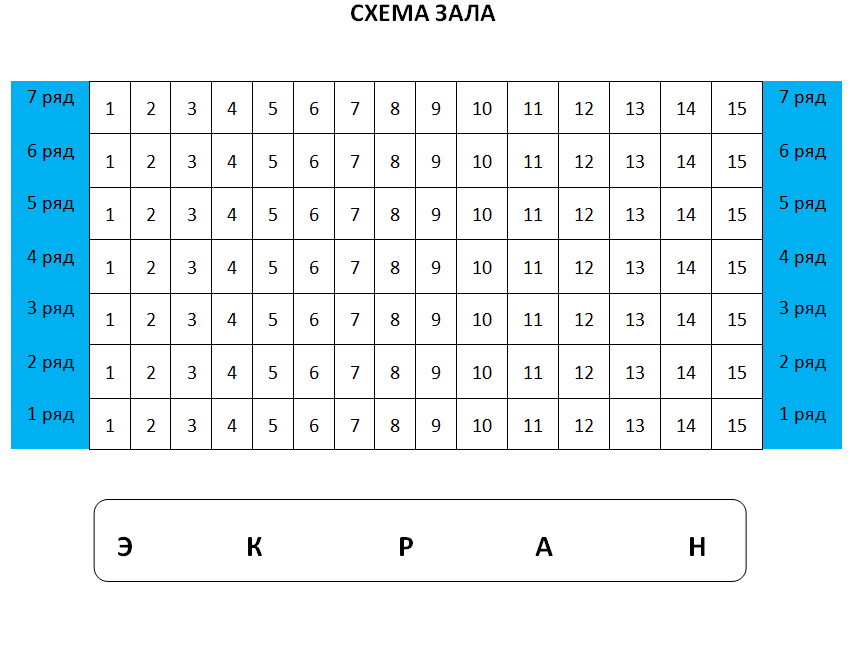 СХЕМА ЗАЛА
7 ряд 1 2 3 4 5 6 7 8 9 10 11 12 13 14 15 7 ряд
6 ряд 1 2 3 4 5 6 7 8 9 10 11 12 13 14 15 6 ряд
5 ряд 1 2 3 4 5 6 7 8 9 10 11 12 13 14 15 5 ряд
4 ряд 1 2 3 4 5 6 7 8 9 10 11 12 13 14 15 4 ряд
3 ряд 1 2 3 4 5 6 7 8 9 10 11 12 13 14 15 3 ряд
2 ряд 1 2 3 4 5 6 7 8 9 10 11 12 13 14 15 2 ряд
1 ряд 1 2 3 4 5 6 7 8 9 10 11 12 13 14 15 1 ряд
Э К Р А Н